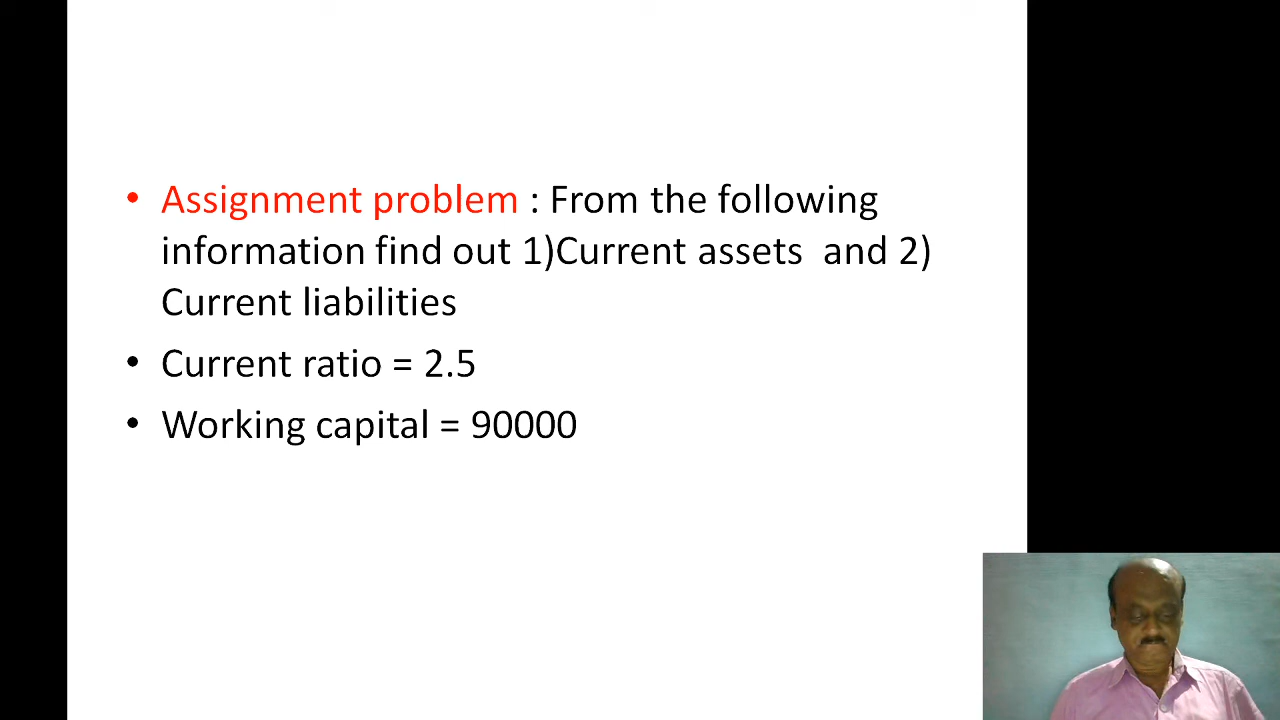 • Assignment problem : From the following
information find out 1)Current assets  and 2)
Current liabilities
• Current ratio = 2.5
• Working capital = 90000